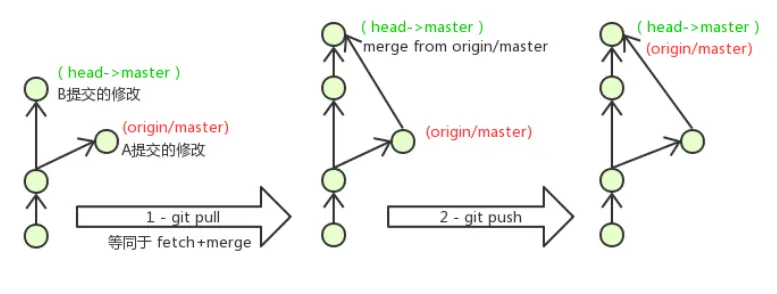 ( head->master )
B提交的修改
(origin/master)
A提交的修改
1 - git pull
等同于 fetch+merge
( head->master )
merge from origin/master
(origin/master)
2 - git push
( head->master )
(origin/master)